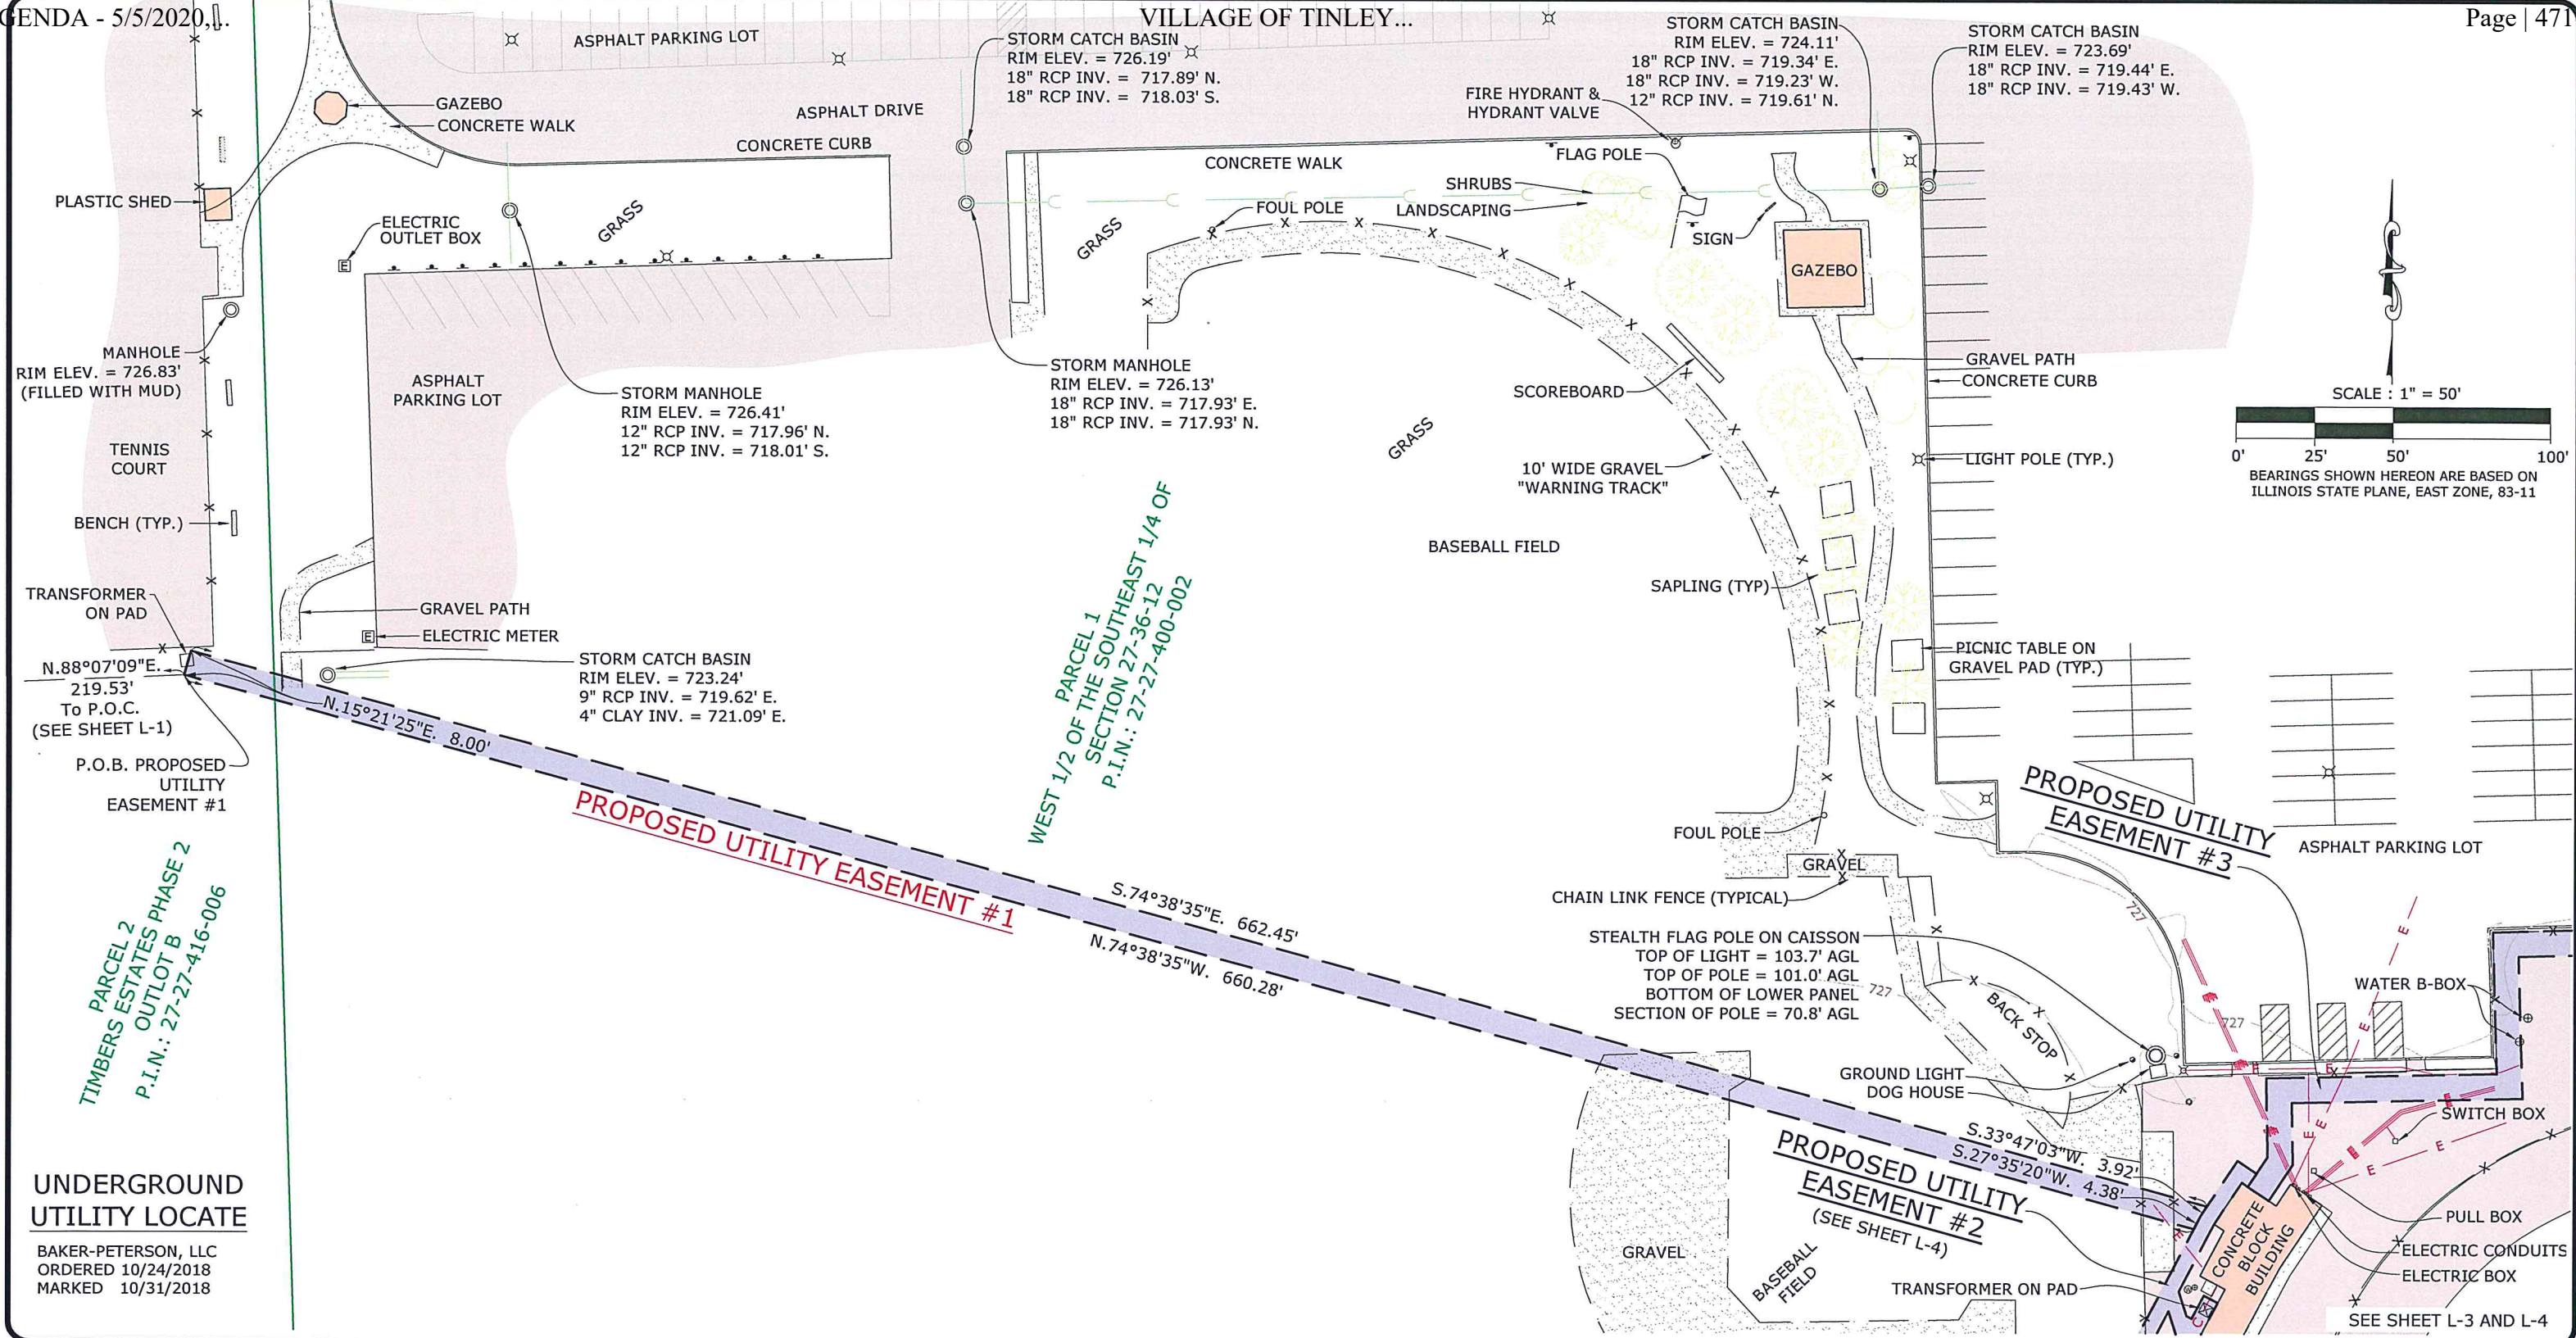 GENDA - 5/5/2020,...
VILLAGE OF TINLEY...
Page | 471
ASPHALT PARKING LOT
STORM CATCH BASIN
RIM ELEV. = 726.19'
18" RCP INV. = 717.89' N.
18" RCP INV. = 718.03' S.
STORM CATCH BASIN
RIM ELEV. = 724.11'
18" RCP INV. = 719.34' E.
18" RCP INV. = 719.23' W.
12" RCP INV. = 719.61' N.
STORM CATCH BASIN
RIM ELEV. = 723.69'
18" RCP INV. = 719.44' E.
18" RCP INV. = 719.43' W.
GAZEBO
CONCRETE WALK
ASPHALT DRIVE
CONCRETE CURB
FIRE HYDRANT &
HYDRANT VALVE
CONCRETE WALK
FLAG POLE
SHRUBS
LANDSCAPING
FOUL POLE
SIGN
GAZEBO
PLASTIC SHED
ELECTRIC
OUTLET BOX
E
GRASS
GRASS
MANHOLE
RIM ELEV. = 726.83'
(FILLED WITH MUD)
ASPHALT
PARKING LOT
STORM MANHOLE
RIM ELEV. = 726.41'
12" RCP INV. = 717.96' N.
12" RCP INV. = 718.01' S.
STORM MANHOLE
RIM ELEV. = 726.13'
18" RCP INV. = 717.93' E.
18" RCP INV. = 717.93' N.
SCOREBOARD
GRASS
GRAVEL PATH
CONCRETE CURB
SCALE : 1" = 50'
0' 25' 50' 100'
BEARINGS SHOWN HEREON ARE BASED ON
ILLINOIS STATE PLANE, EAST ZONE, 83-11
TENNIS
COURT
BENCH (TYP.)
10' WIDE GRAVEL
"WARNING TRACK"
LIGHT POLE (TYP.)
BASEBALL FIELD
SAPLING (TYP)
TRANSFORMER
ON PAD
GRAVEL PATH
E
ELECTRIC METER
N.88°07'09"E.
219.53'
To P.O.C.
(SEE SHEET L-1)
STORM CATCH BASIN
RIM ELEV. = 723.24'
9" RCP INV. = 719.62' E.
4" CLAY INV. = 721.09' E.
N.15°21'25"E. 8.00'
P.O.B. PROPOSED
UTILITY
EASEMENT #1
PARCEL 1
WEST 1/2 OF THE SOUTHEAST 1/4 OF
SECTION 27-36-12
P.I.N.: 27-27-400-002
PICNIC TABLE ON
GRAVEL PAD (TYP.)
PROPOSED UTILITY EASEMENT #1
S.74°38'35"E. 662.45'
N.74°38'35"W. 660.28'
PARCEL 2
TIMBERS ESTATES PHASE 2
OUTLOT B
P.I.N.: 27-27-416-006
FOUL POLE
GRAVEL
CHAIN LINK FENCE (TYPICAL)
PROPOSED UTILITY
EASEMENT #3
ASPHALT PARKING LOT
727
STEALTH FLAG POLE ON CAISSON
TOP OF LIGHT = 103.7' AGL
TOP OF POLE = 101.0' AGL
BOTTOM OF LOWER PANEL
SECTION OF POLE = 70.8' AGL
727
BACK STOP
727
WATER B-BOX
GROUND LIGHT
DOG HOUSE
SWITCH BOX
S.33°47'03"W. 3.92'
S.27°35'20"W. 4.38'
PROPOSED UTILITY
EASEMENT #2
(SEE SHEET L-4)
GRAVEL
BASEBALL
FIELD
CONCRETE
BLOCK
BUILDING
PULL BOX
ELECTRIC CONDUITS
ELECTRIC BOX
TRANSFORMER ON PAD
SEE SHEET L-3 AND L-4
UNDERGROUND
UTILITY LOCATE
BAKER-PETERSON, LLC
ORDERED 10/24/2018
MARKED 10/31/2018